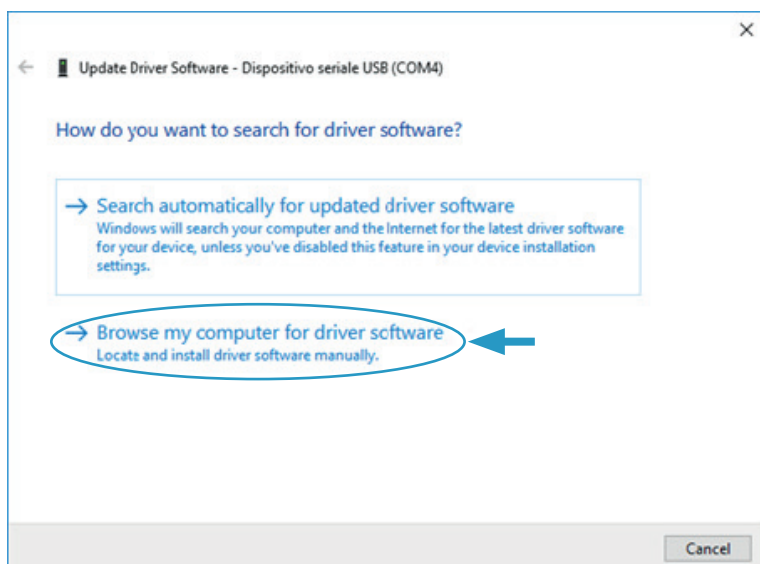 Update Driver Software - Dispositivo seriale USB (COM4)
How do you want to search for driver software?
Search automatically for updated driver software
Windows will search your computer and the Internet for the latest driver software
for your device, unless you've disabled this feature in your device installation
settings.
Browse my computer for driver software
Locate and install driver software manually.
Cancel